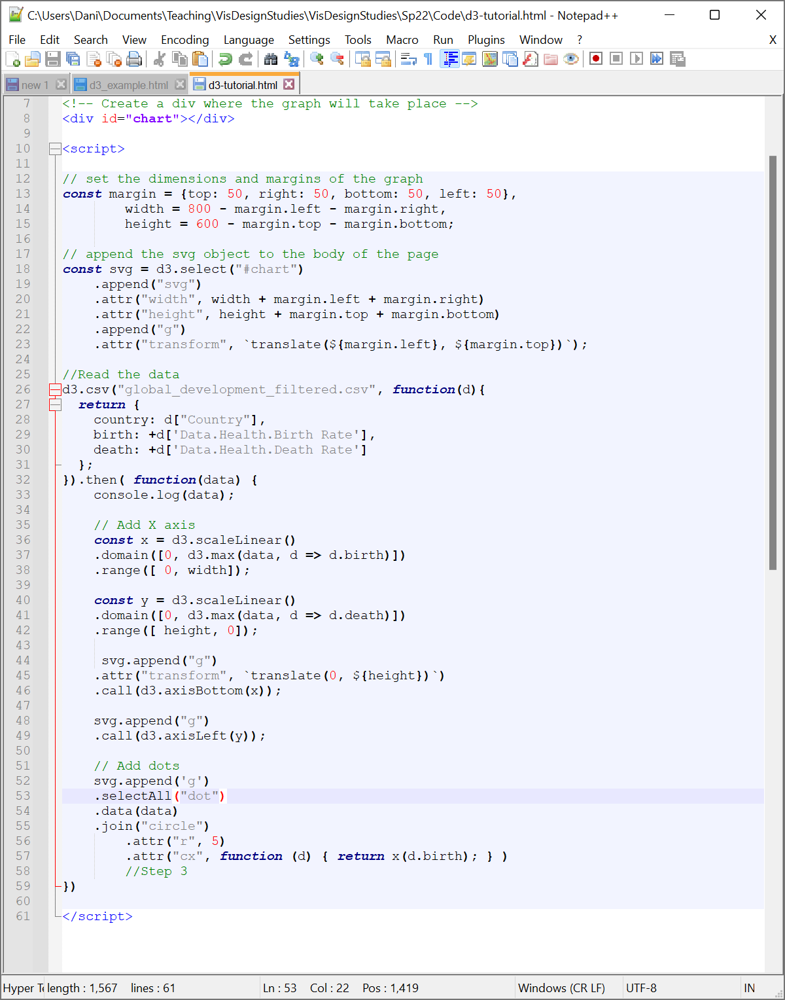 C:\Users\Dani\Documents\Teaching\VisDesignStudies\VisDesignStudies\Sp22\Code\d3-tutorial.html - Notepad++
File Edit Search View Encoding Language Settings Tools Macro Run Plugins Window ? X
new 1 d3_example.html d3-tutorial.html
7 <!-- Create a div where the graph will take place -->
8 <div id="chart"></div>
9
10 <script>
11
12 // set the dimensions and margins of the graph
13 const margin = {top: 50, right: 50, bottom: 50, left: 50},
14 width = 800 - margin.left - margin.right,
15 height = 600 - margin.top - margin.bottom;
16
17 // append the svg object to the body of the page
18 const svg = d3.select("#chart")
19 .append("svg")
20 .attr("width", width + margin.left + margin.right)
21 .attr("height", height + margin.top + margin.bottom)
22 .append("g")
23 .attr("transform", `translate(${margin.left}, ${margin.top})`);
24
25 //Read the data
26 d3.csv("global_development_filtered.csv", function(d){
27 return {
28 country: d["Country"],
29 birth: +d['Data.Health.Birth Rate'],
30 death: +d['Data.Health.Death Rate']
31 };
32 }).then( function(data) {
33 console.log(data);
34
35 // Add X axis
36 const x = d3.scaleLinear()
37 .domain([0, d3.max(data, d => d.birth)])
38 .range([ 0, width]);
39
40 const y = d3.scaleLinear()
41 .domain([0, d3.max(data, d => d.death)])
42 .range([ height, 0]);
43
44 svg.append("g")
45 .attr("transform", `translate(0, ${height})`)
46 .call(d3.axisBottom(x));
47
48 svg.append("g")
49 .call(d3.axisLeft(y));
50
51 // Add dots
52 svg.append('g')
53 .selectAll("dot")
54 .data(data)
55 .join("circle")
56 .attr("r", 5)
57 .attr("cx", function (d) { return x(d.birth); } )
58 //Step 3
59 })
60
61 </script>
Hyper Te length : 1,567 lines : 61 Ln : 53 Col : 22 Pos : 1,419 Windows (CR LF) UTF-8 IN